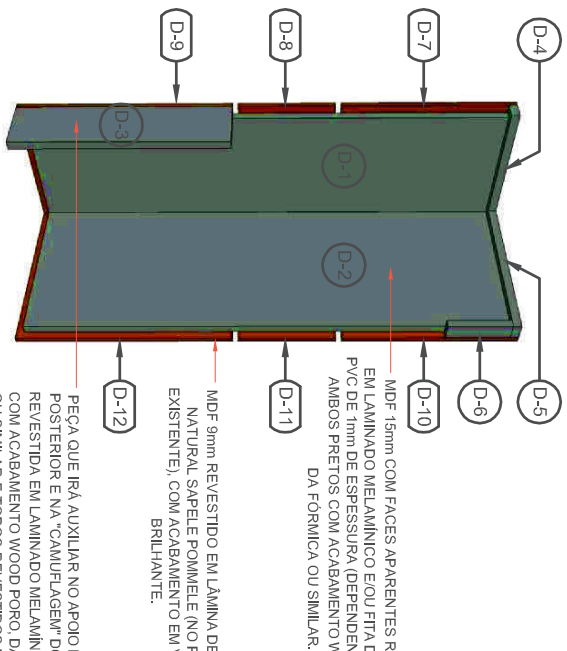 D-4
D-5
D-7
D-10
D-6
D-8
D-1
D-2
D-11
D-9
D-3
D-12
MDF 15mm COM FACES APARENTES R
EM LAMINADO MELAMÍNICO E/OU FITA D
PVC DE 1mm DE ESPESSURA (DEPENDEN
AMBOS PRETOS COM ACABAMENTO W
DA FÓRMICA OU SIMILAR.
MDF 9mm REVESTIDO EM LÂMINA DE
NATURAL SAPELE POMMELE (NO
EXISTENTE), COM ACABAMENTO EM
BRILHANTE.
PEÇA QUE IRÁ AUXILIAR NO APOIO
POSTERIOR E NA "CAMUFLAGEM" D
REVESTIDA EM LAMINADO MELAMÍN
COM ACABAMENTO WOOD PORO, DA